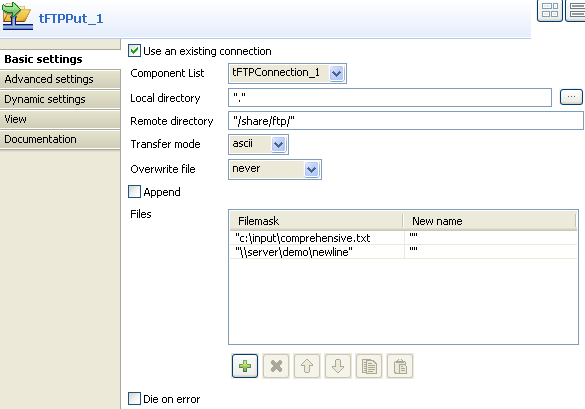 tFTPPut_1
Basic settings
Advanced settings
Dynamic settings
View
Documentation
Use an existing connection
Component List tFTPConnection_1
Local directory "." ...
Remote directory "/share/ftp/"
Transfer mode ascii
Overwrite file never
Append
Files
Filemask New name
"c:\input\comprehensive.txt ""
"\\server\demo\newline" ""
Die on error